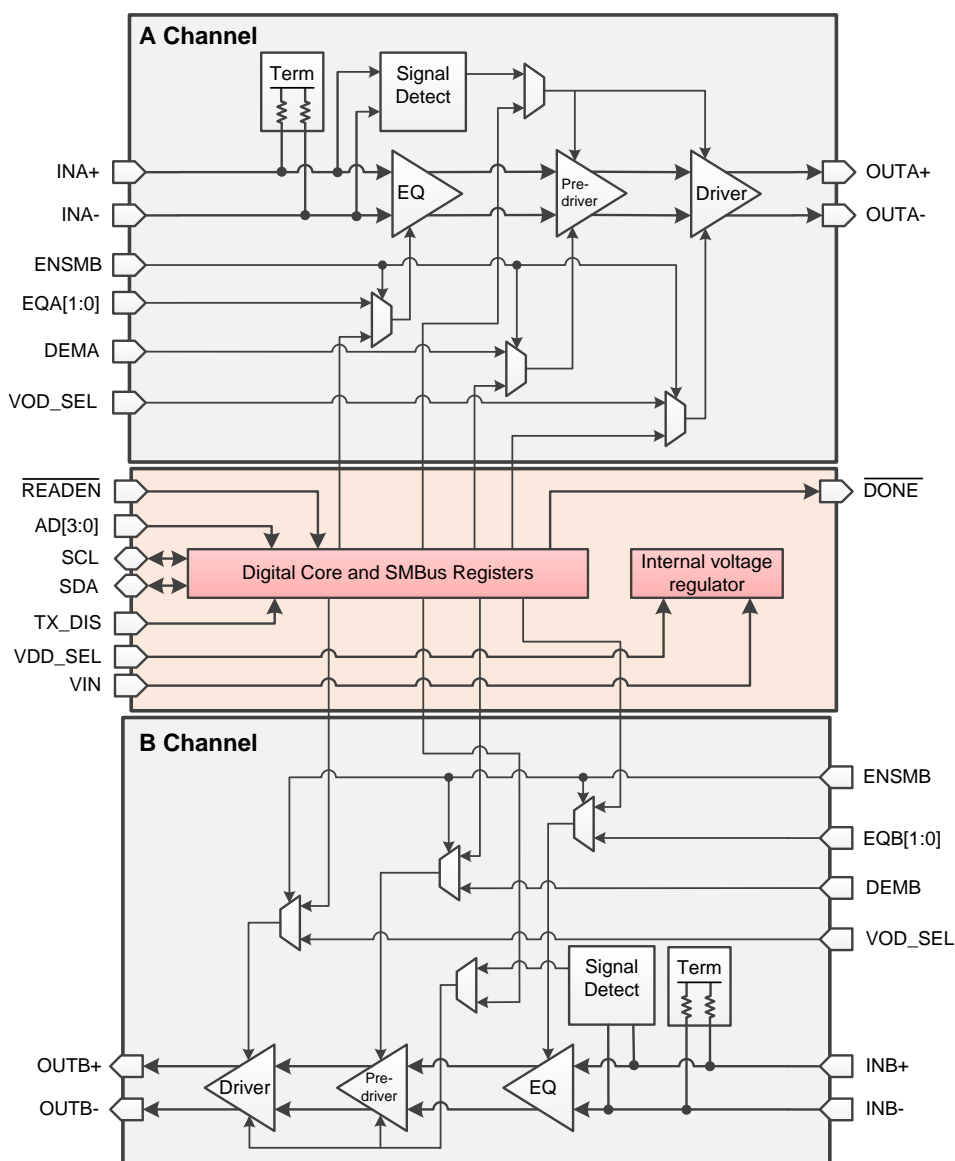 A Channel
Term
Signal
Detect
INA+
EQ
Pre-
driver
Driver
OUTA+
INA-
OUTA-
ENSMB
EQA[1:0]
DEMA
VOD_SEL
READEN
DONE
AD[3:0]
SCL
Digital Core and SMBus Registers
Internal voltage
regulator
SDA
TX_DIS
VDD_SEL
VIN
B Channel
ENSMB
EQB[1:0]
DEMB
VOD_SEL
Signal
Detect
Term
OUTB+
Driver
Pre-
driver
EQ
INB+
OUTB-
INB-